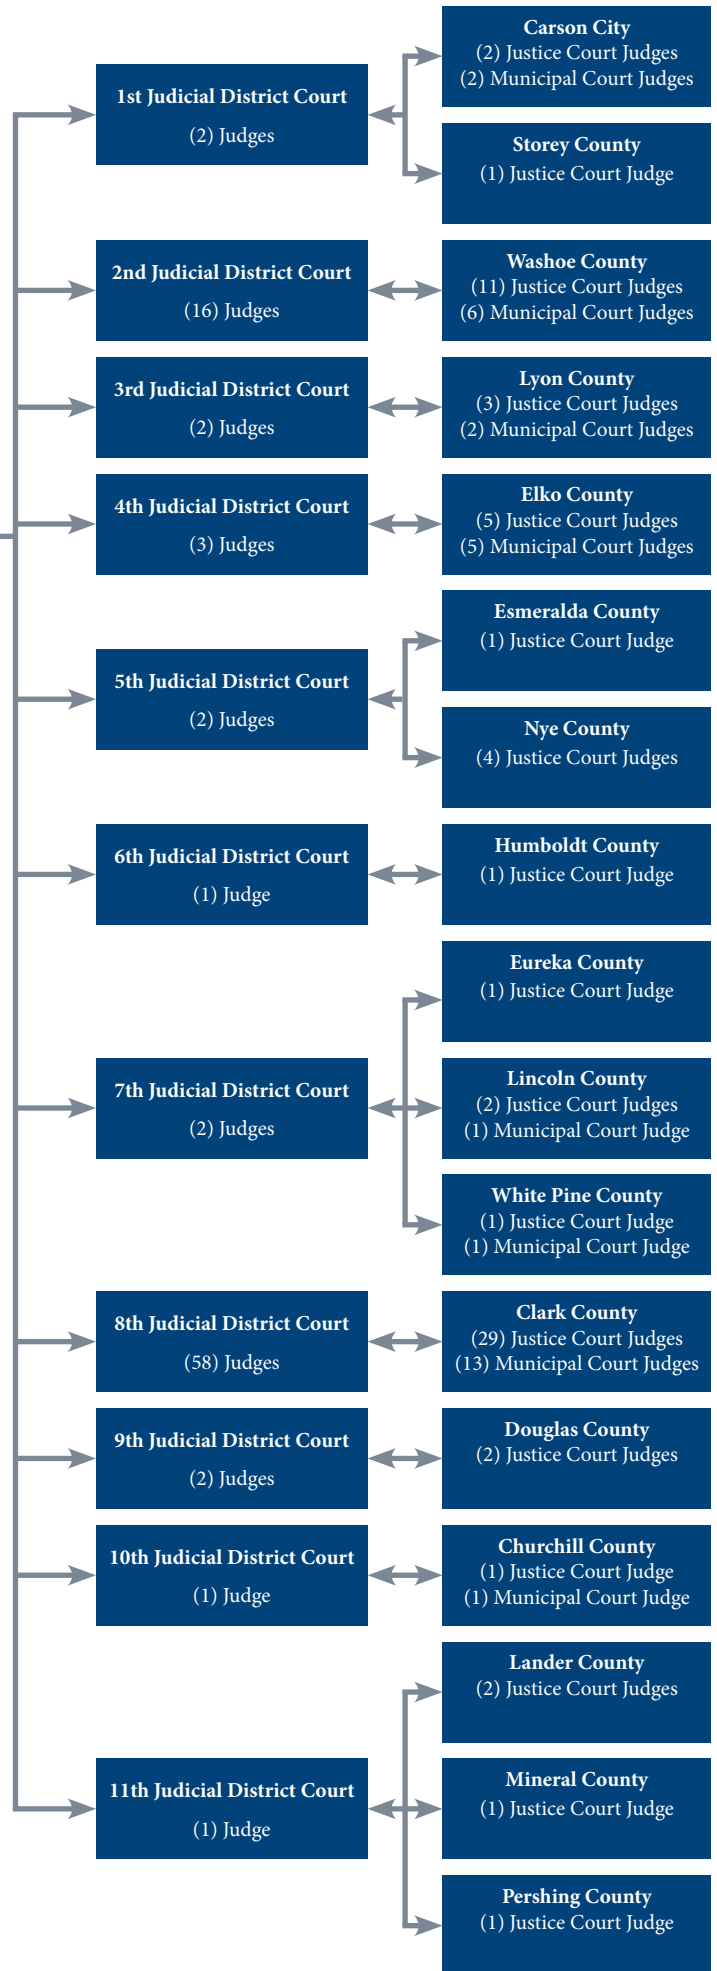 1st Judicial District Court
(2) Judges
Carson City
(2) Justice Court Judges
(2) Municipal Court Judges
Storey County
(1) Justice Court Judge
2nd Judicial District Court
(16) Judges
Washoe County
(11) Justice Court Judges
(6) Municipal Court Judges
3rd Judicial District Court
(2) Judges
Lyon County
(3) Justice Court Judges
(2) Municipal Court Judges
4th Judicial District Court
(3) Judges
Elko County
(5) Justice Court Judges
(5) Municipal Court Judges
5th Judicial District Court
(2) Judges
Esmeralda County
(1) Justice Court Judge
Nye County
(4) Justice Court Judges
6th Judicial District Court
(1) Judge
Humboldt County
(1) Justice Court Judge
7th Judicial District Court
(2) Judges
Eureka County
(1) Justice Court Judge
Lincoln County
(2) Justice Court Judges
(1) Municipal Court Judge
White Pine County
(1) Justice Court Judge
(1) Municipal Court Judge
8th Judicial District Court
(58) Judges
Clark County
(29) Justice Court Judges
(13) Municipal Court Judges
9th Judicial District Court
(2) Judges
Douglas County
(2) Justice Court Judges
10th Judicial District Court
(1) Judge
Churchill County
(1) Justice Court Judge
(1) Municipal Court Judge
11th Judicial District Court
(1) Judge
Lander County
(2) Justice Court Judges
Mineral County
(1) Justice Court Judge
Pershing County
(1) Justice Court Judge